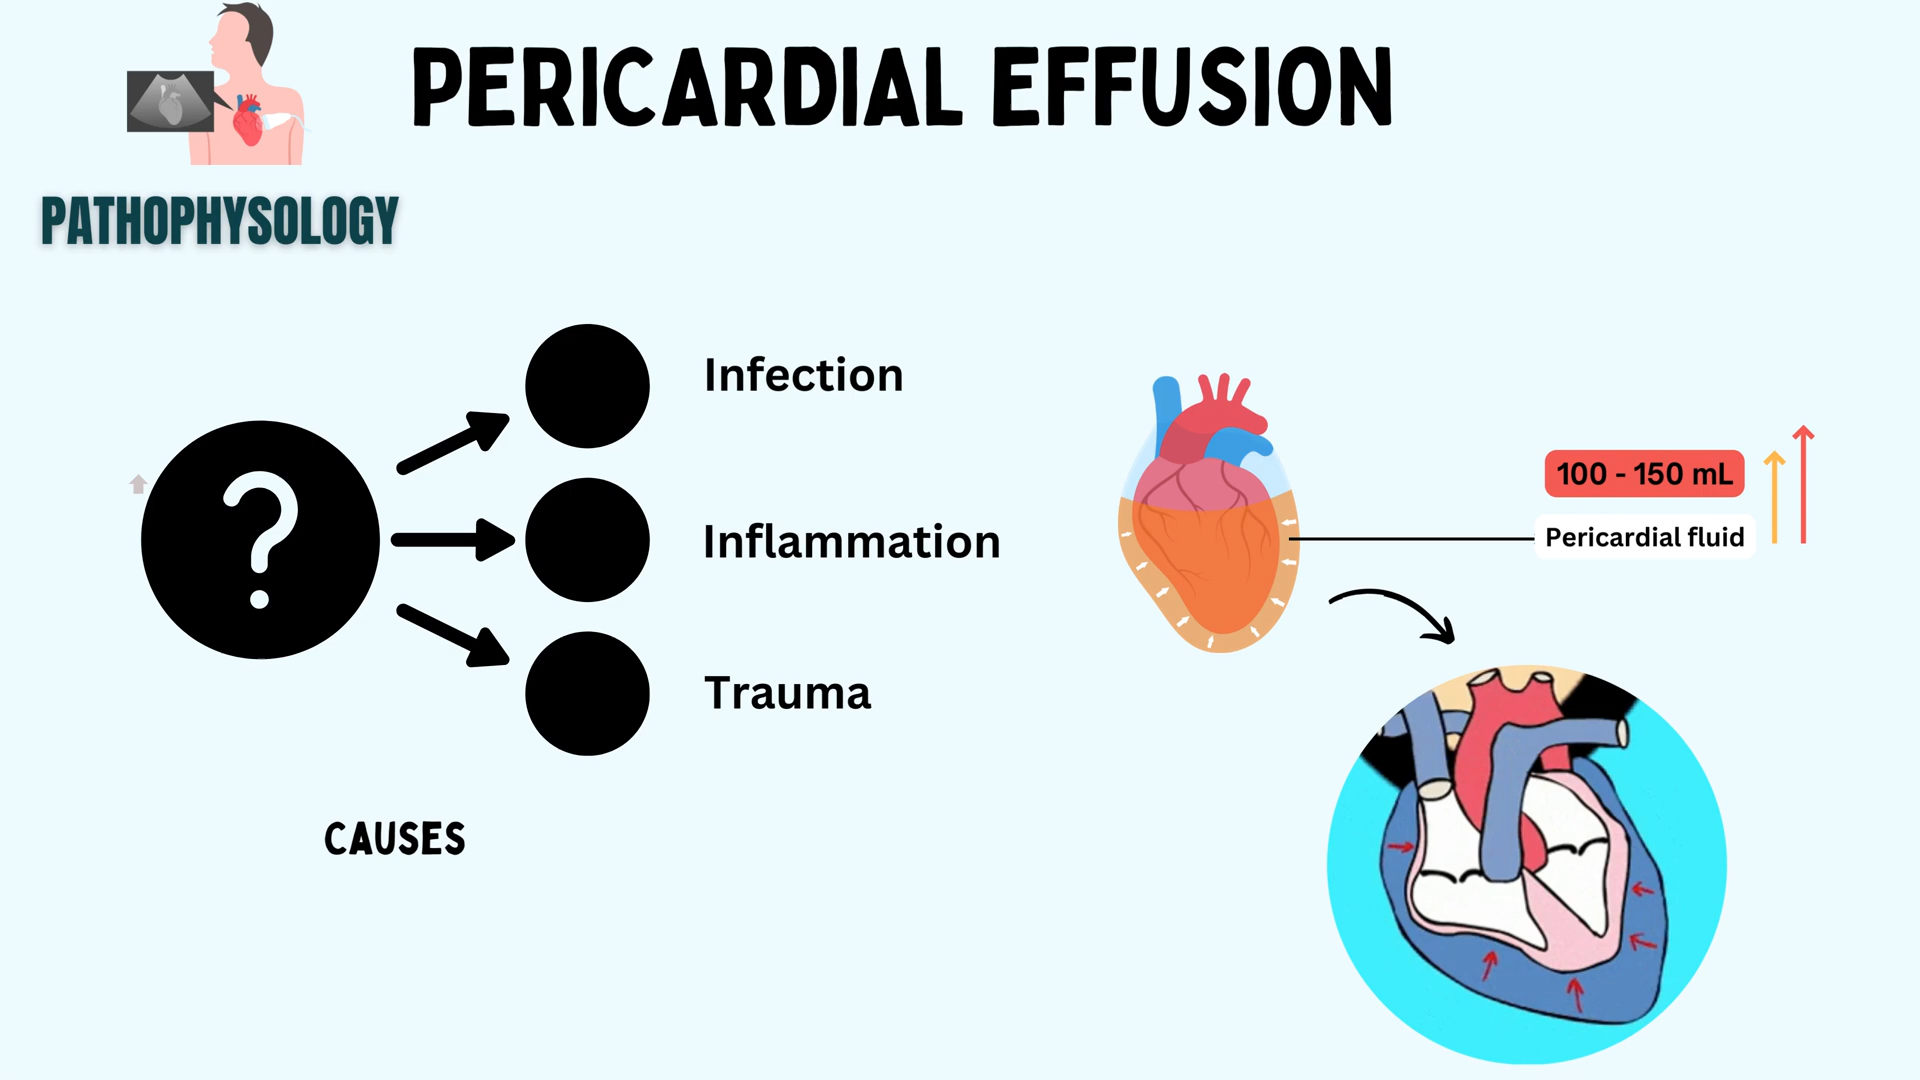 PERICARDIAL EFFUSION
PATHOPHYSOLOGY
?
Infection
Inflammation
Trauma
CAUSES
100 - 150 mL
Pericardial fluid